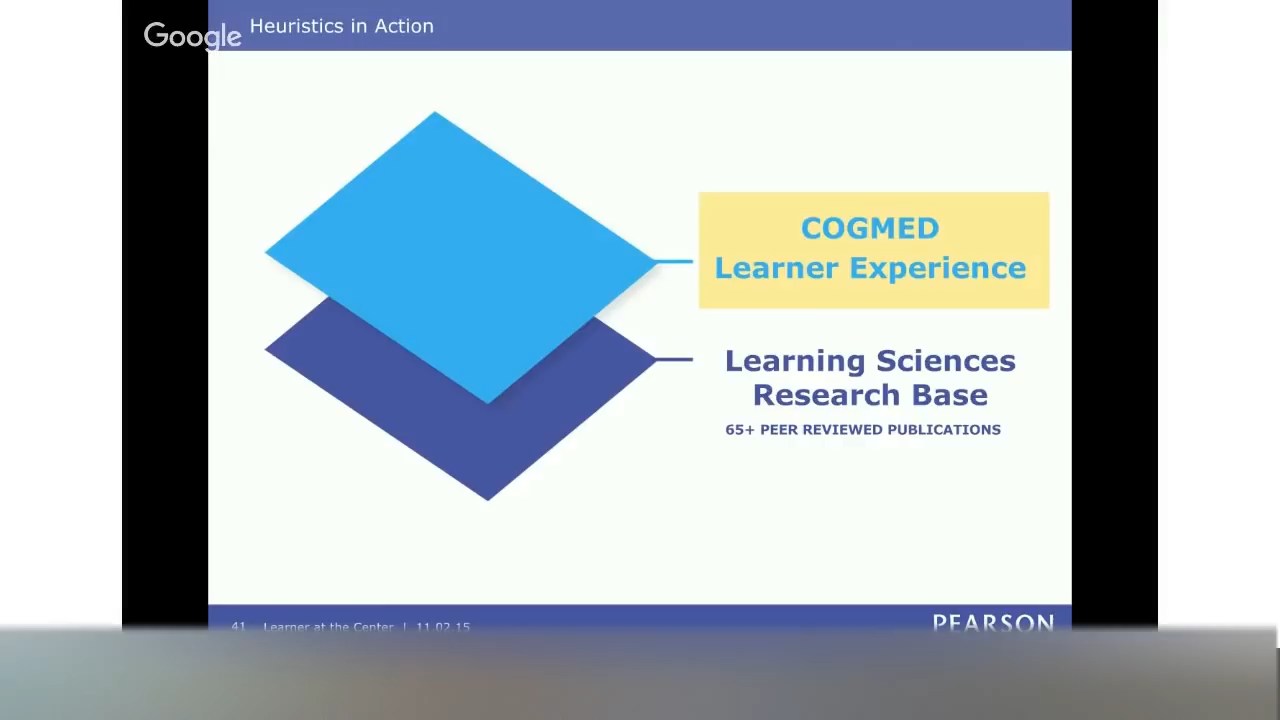 Google
Heuristics in Action
COGMED
Learner Experience
Learning Sciences
Research Base
65+ PEER REVIEWED PUBLICATIONS
41 Learner at the Center | 11.02.15
PEARSON